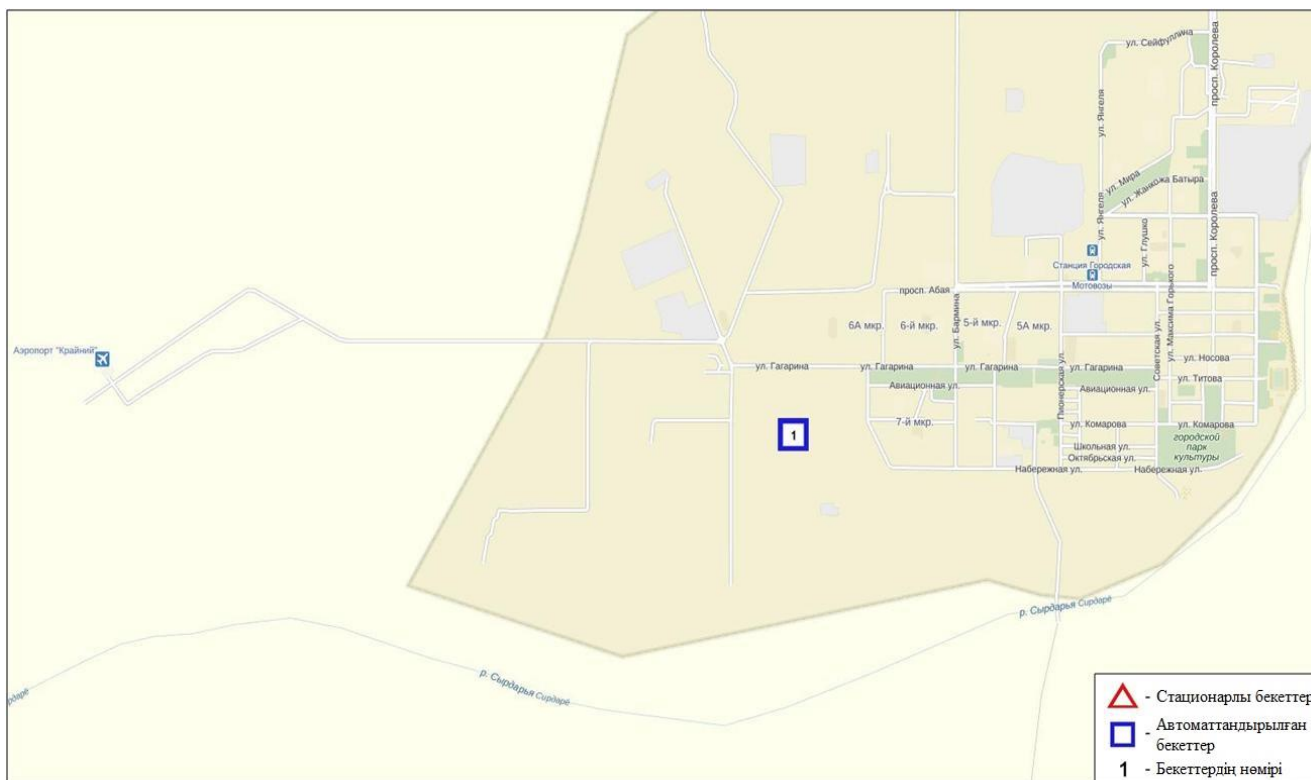 ул. Сейфуллина
просп. Королева
ул. Янгеля
ул. Мира
ул. Жанкожа Батыра
ул. Янгеля
ул. Глушко
просп. Королева
Станция Городская
Мотовозы
просп. Абая
ул. Максима Горького
6А мкр.
6-й мкр.
ул. Бармина
5-й мкр.
5А мкр.
Советская ул.
Аэропорт "Крайний"
ул. Носова
ул. Гагарина
ул. Гагарина
ул. Гагарина
ул. Гагарина
ул. Титова
Авиационная ул.
Пионерская ул.
Авиационная ул.
7-й мкр.
ул. Комарова
ул. Комарова
1
городской
парк
культуры
Школьная ул.
Октябрьская ул.
Набережная ул.
Набережная ул.
р. Сырдарья Сирдарё
р. Сырдарья Сирдарё
рдарё
- Стационарлы бекеттер
- Автоматтандырылған
бекеттер
1 - Бекеттердің нөмірі